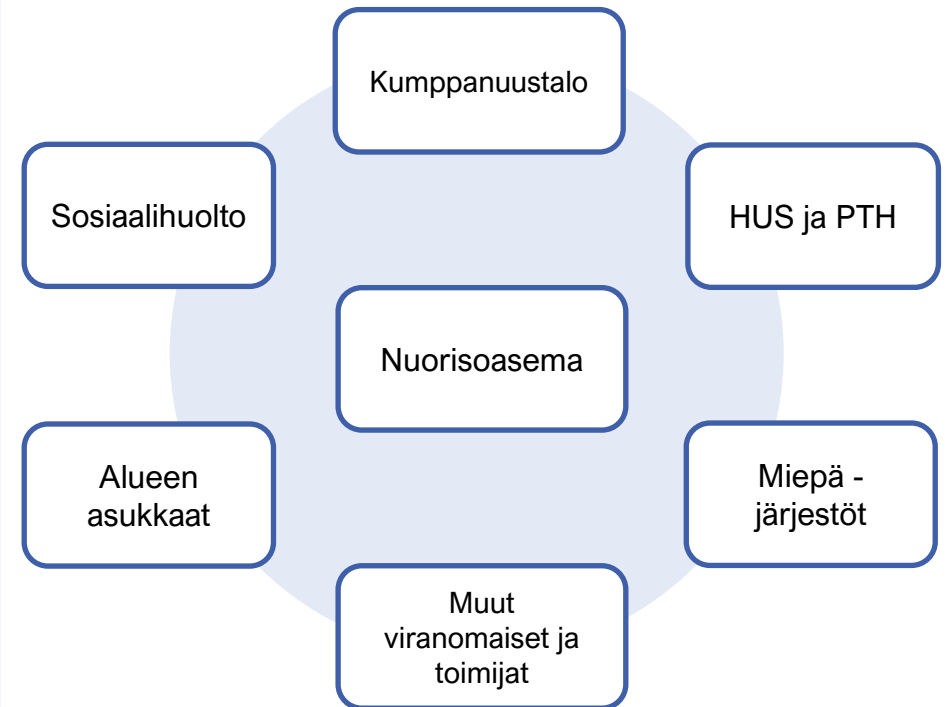 Kumppanuustalo
Sosiaalihuolto
HUS ja PTH
Nuorisoasema
Alueen
asukkaat
Miepä -
järjestöt
Muut
viranomaiset ja
toimijat